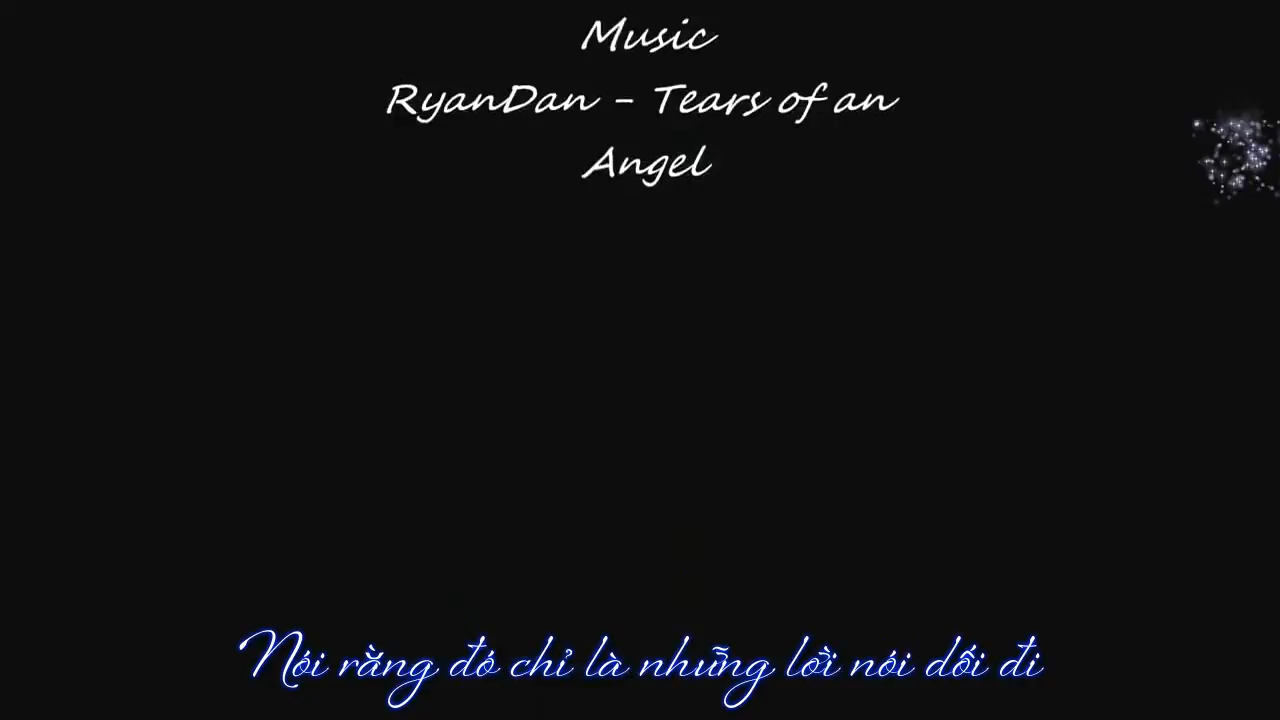 Music
RyanDan - Tears of an
Angel
Nói rằng đó chỉ là những lời nói dối đi